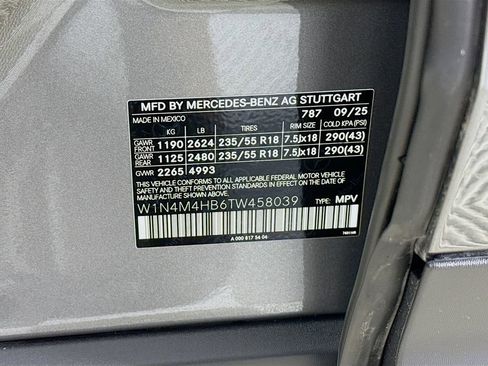 MFD BY MERCEDES-BENZ AG STUTTGART
MADE IN MEXICO 787 09/25
KG LB TIRES RIM SIZE COLD KPA (PSI)
GAWR FRONT 1190 2624 235/55 R18 7.5Jx18 290(43)
GAWR REAR 1125 2480 235/55 R18 7.5Jx18 290(43)
GVWR 2265 4993
THIS VEHICLE CONFORMS TO ALL APPLICABLE
FEDERAL MOTOR VEHICLE SAFETY
STANDARDS IN EFFECT ON THE DATE OF
MANUFACTURE SHOWN ABOVE.
W1N4M4HB6TW458039 TYPE: MPV
A 000 817 54 04